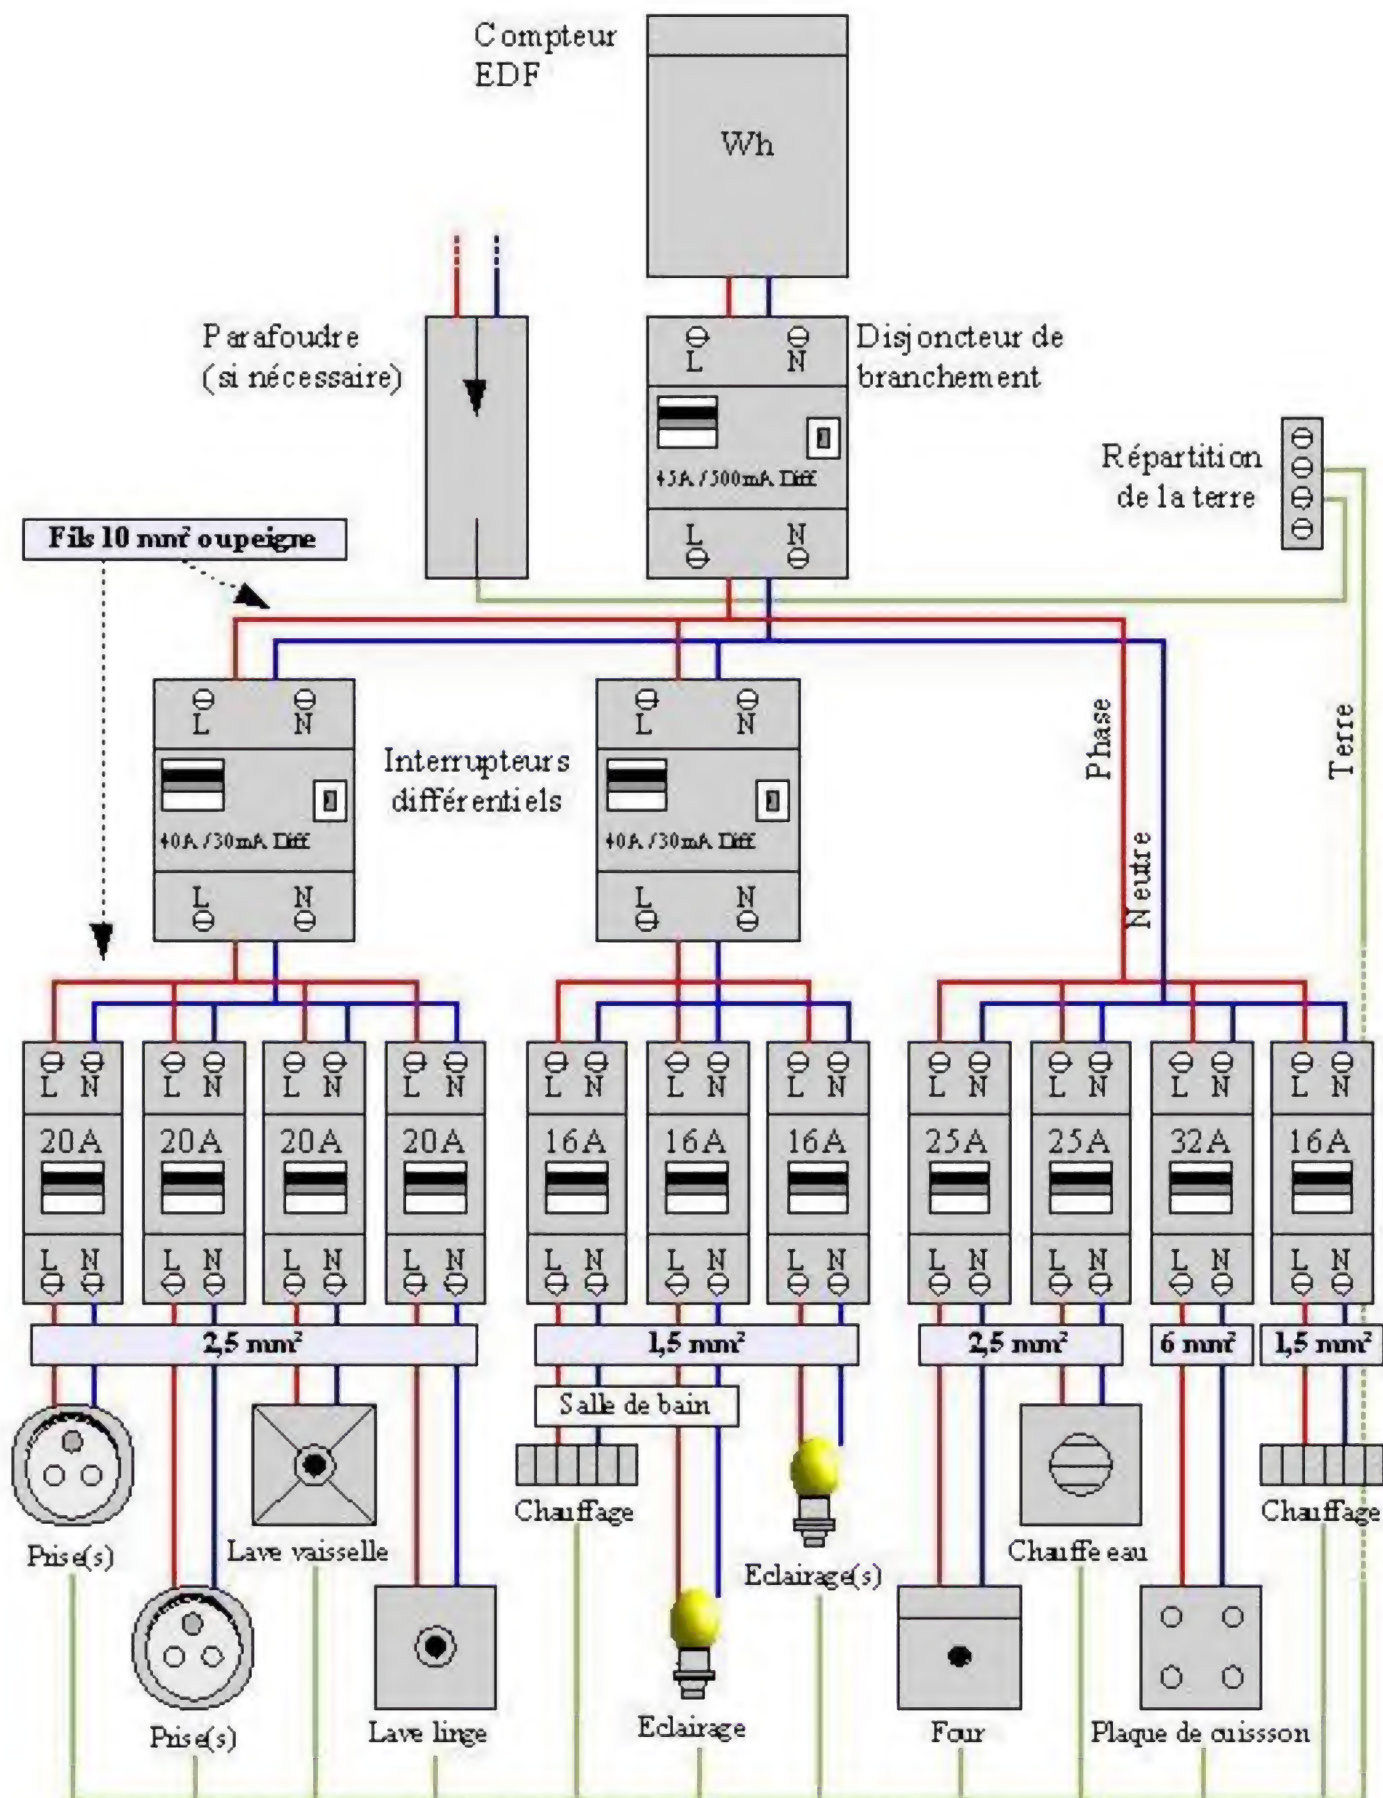 Compteur
EDF
Wh
Parafoudre
(si nécessaire)
L N
Disjoncteur de
branchement
45A / 500mA Diff
L N
Répartition
de la terre
Fils 10 mm² ou peigne
L N
40A / 30mA Diff
L N
Interrupteurs
différentiels
L N
40A / 30mA Diff
L N
Phase
Neutre
Terre
L N L N L N L N L N L N L N L N L N L N L N
20A 20A 20A 20A 16A 16A 16A 25A 25A 32A 16A
L N L N L N L N L N L N L N L N L N L N L N
2,5 mm² 1,5 mm² 2,5 mm² 6 mm² 1,5 mm²
Salle de bain
Chauffage
Chauffage
Prise(s)
Lave vaisselle
Eclairage(s)
Chauffe eau
Prise(s)
Lave linge
Eclairage
Four
Plaque de cuissson